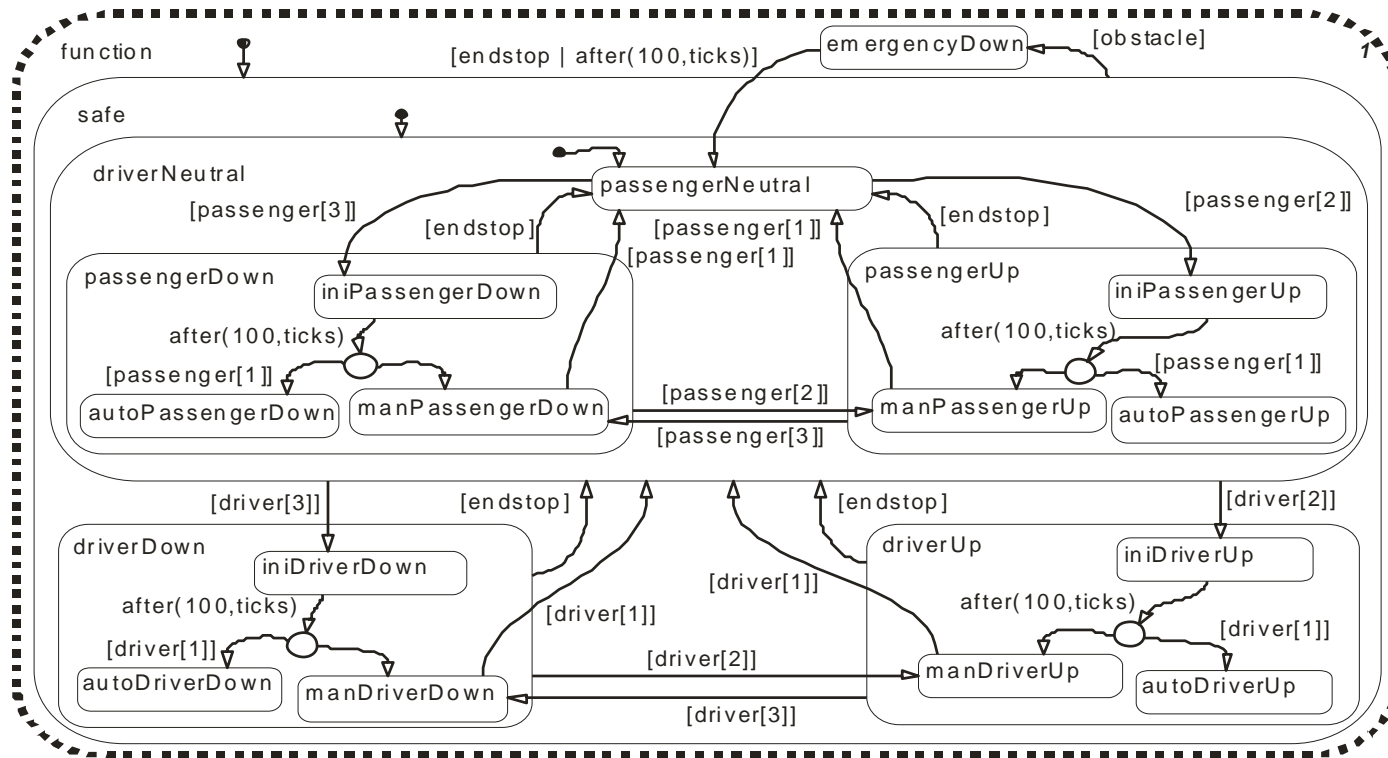 function
[endstop | after(100,ticks)]
emergencyDown
[obstacle]
1
safe
driverNeutral
passengerNeutral
[passenger[3]]
[endstop]
[passenger[1]]
[passenger[1]]
[endstop]
[passenger[2]]
passengerDown
iniPassengerDown
after(100,ticks)
[passenger[1]]
autoPassengerDown
manPassengerDown
[passenger[2]]
[passenger[3]]
passengerUp
iniPassengerUp
after(100,ticks)
[passenger[1]]
manPassengerUp
autoPassengerUp
[driver[3]]
[endstop]
[endstop]
[driver[2]]
driverDown
iniDriverDown
after(100,ticks)
[driver[1]]
autoDriverDown
manDriverDown
[driver[1]]
[driver[1]]
[driver[2]]
[driver[3]]
driverUp
iniDriverUp
after(100,ticks)
[driver[1]]
manDriverUp
autoDriverUp